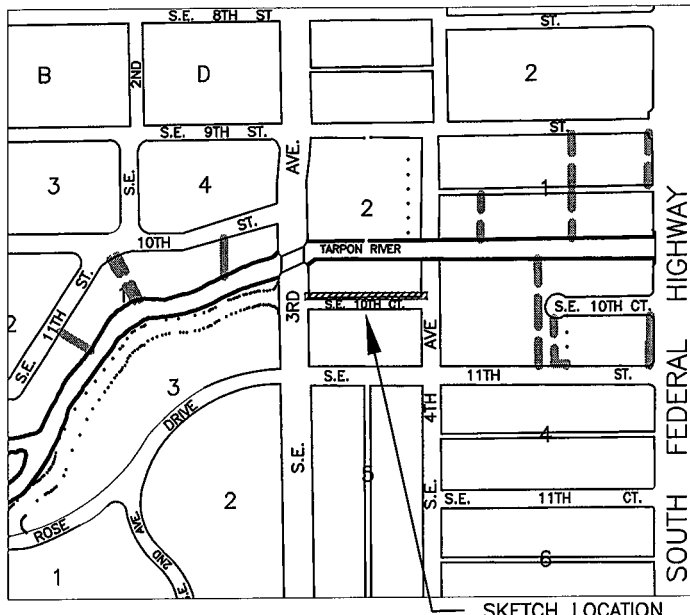 S.E. 8TH ST
ST.
B
2ND
D
2
S.E. 9TH ST.
ST.
AVE.
3
S.E.
4
2
1
10TH ST.
TARPON RIVER
1
2
S.E. 11TH ST.
3RD
S.E. 10TH CT.
S.E. 10TH CT.
AVE
SOUTH FEDERAL HIGHWAY
3
S.E. 11TH ST.
DRIVE
4TH
4
S.E.
5
2
S.E.
S.E. 11TH CT.
ROSE
S.E. 2ND AVE.
6
1
SKETCH LOCATION